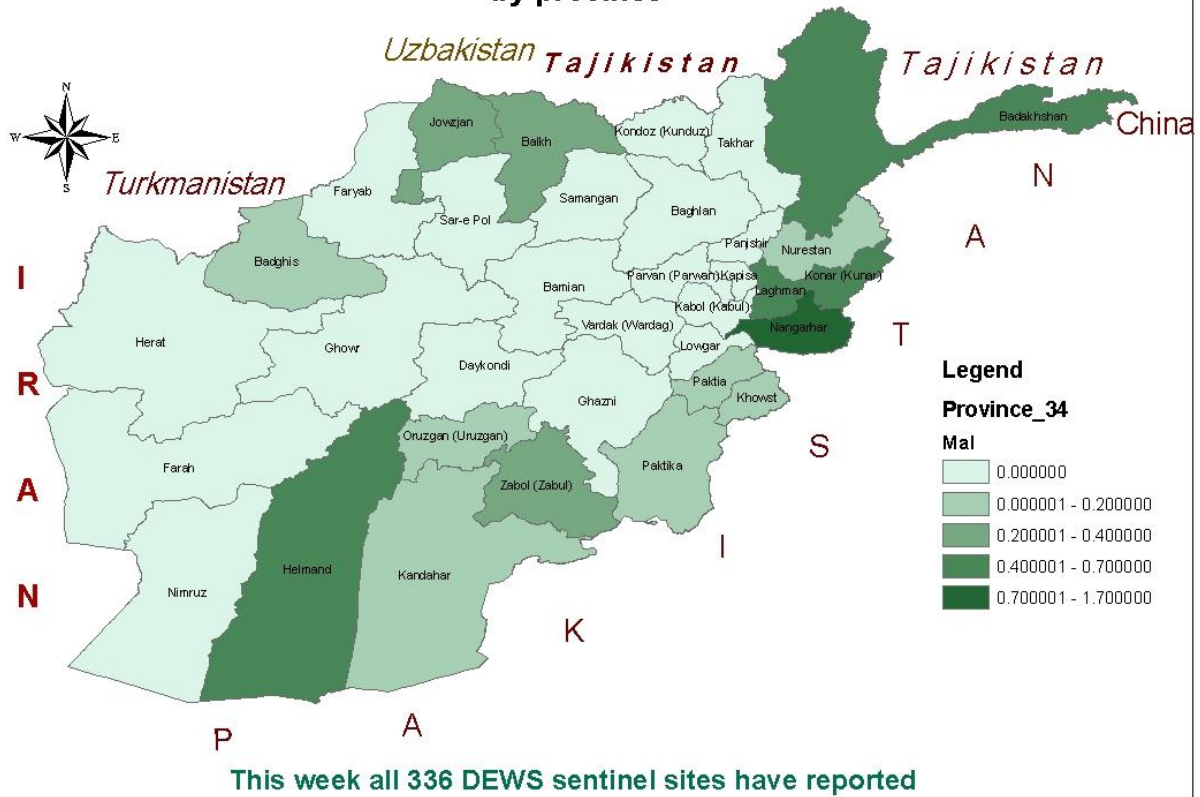 by province
Uzbakistan
Tajikistan
Tajikistan
China
N
W E
S
Turkmanistan
Jowzjan
Balkh
Kondoz (Kunduz)
Takhar
Badakhshan
Faryab
Sar-e Pol
Samangan
Baghlan
Panjshir
Nurestan
Badghis
Bamian
Parvan (Parwan)
Kapisa
Konar (Kunar)
Laghman
Herat
Ghowr
Vardak (Wardag)
Kabol (Kabul)
Nangarhar
Lowgar
Daykondi
Ghazni
Paktia
Khowst
Farah
Oruzgan (Uruzgan)
Zabol (Zabul)
Paktika
Nimruz
Helmand
Kandahar
I
R
A
N
P
A
K
I
S
T
A
N
Legend
Province_34
Mal
0.000000
0.000001 - 0.200000
0.200001 - 0.400000
0.400001 - 0.700000
0.700001 - 1.700000
This week all 336 DEWS sentinel sites have reported